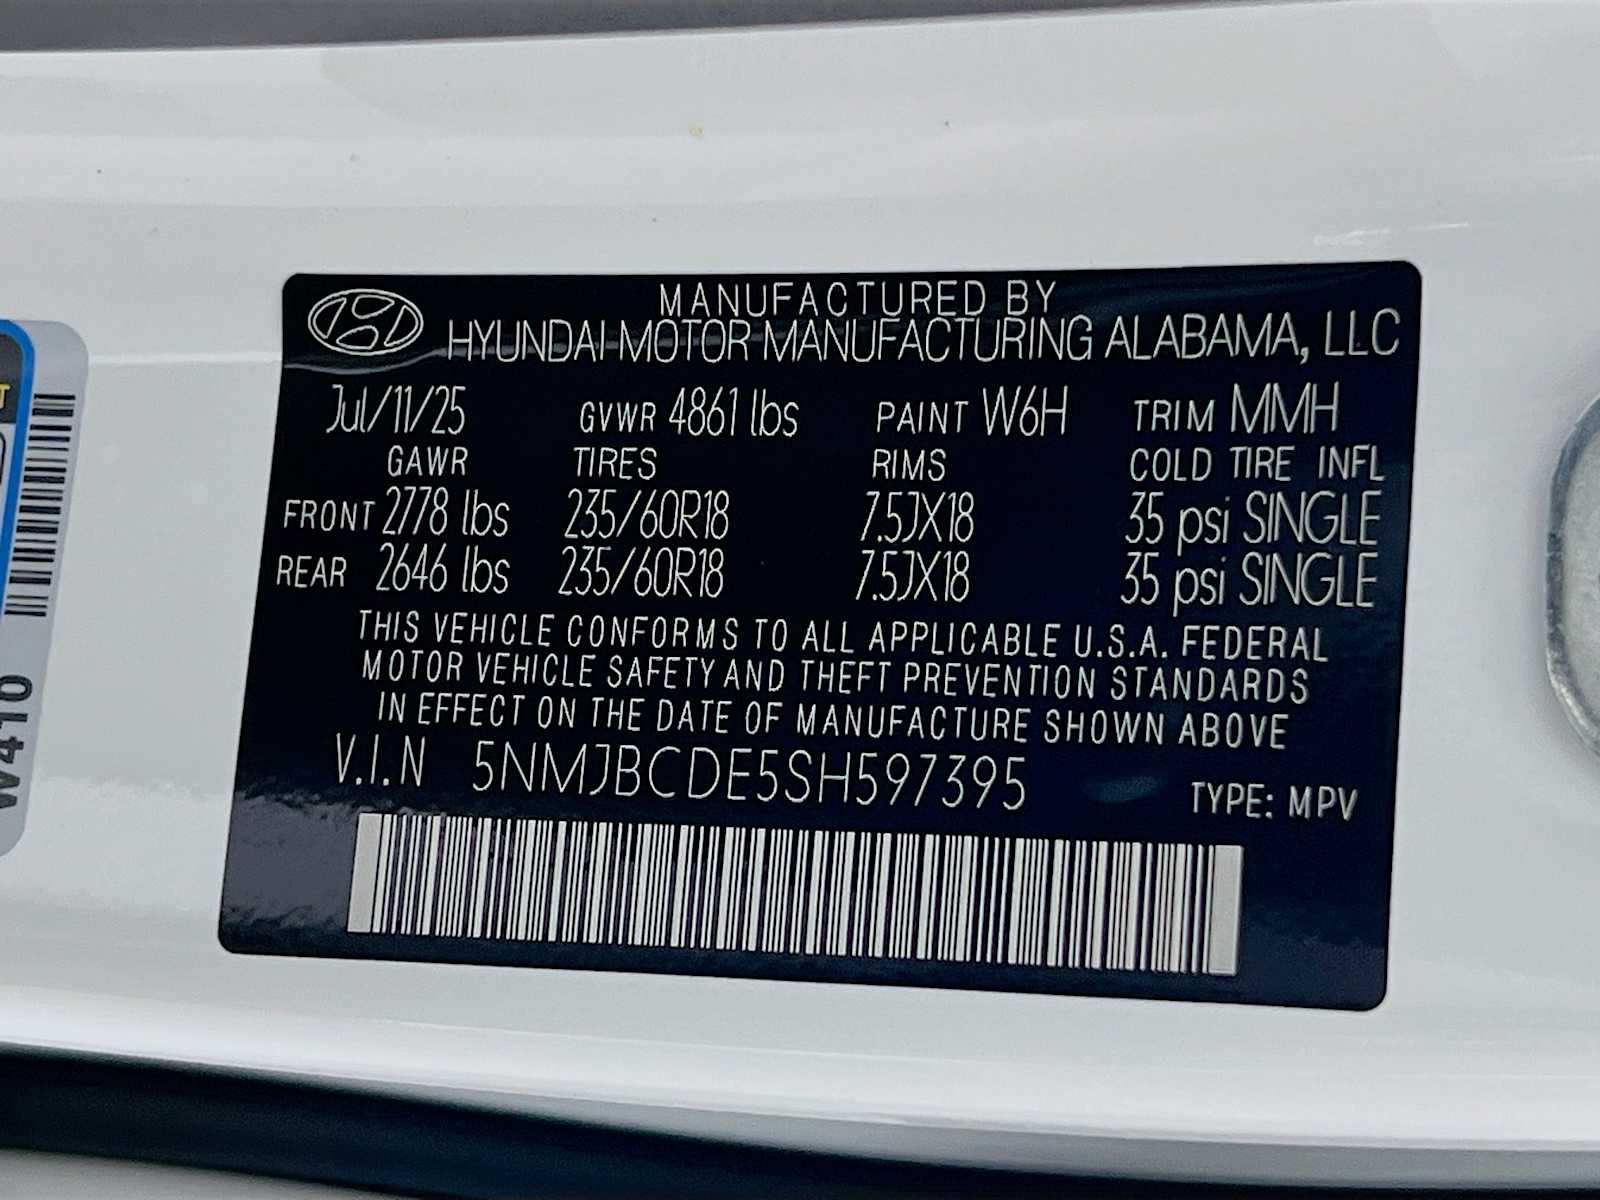 MANUFACTURED BY
HYUNDAI MOTOR MANUFACTURING ALABAMA, LLC
Jul/11/25 GVWR 4861 lbs PAINT W6H TRIM MMH
GAWR TIRES RIMS COLD TIRE INFL
FRONT 2778 lbs 235/60R18 7.5JX18 35 psi SINGLE
REAR 2646 lbs 235/60R18 7.5JX18 35 psi SINGLE
THIS VEHICLE CONFORMS TO ALL APPLICABLE U.S.A. FEDERAL
MOTOR VEHICLE SAFETY AND THEFT PREVENTION STANDARDS
IN EFFECT ON THE DATE OF MANUFACTURE SHOWN ABOVE
V.I.N 5NMJBCDE5SH597395
TYPE: MPV
W410